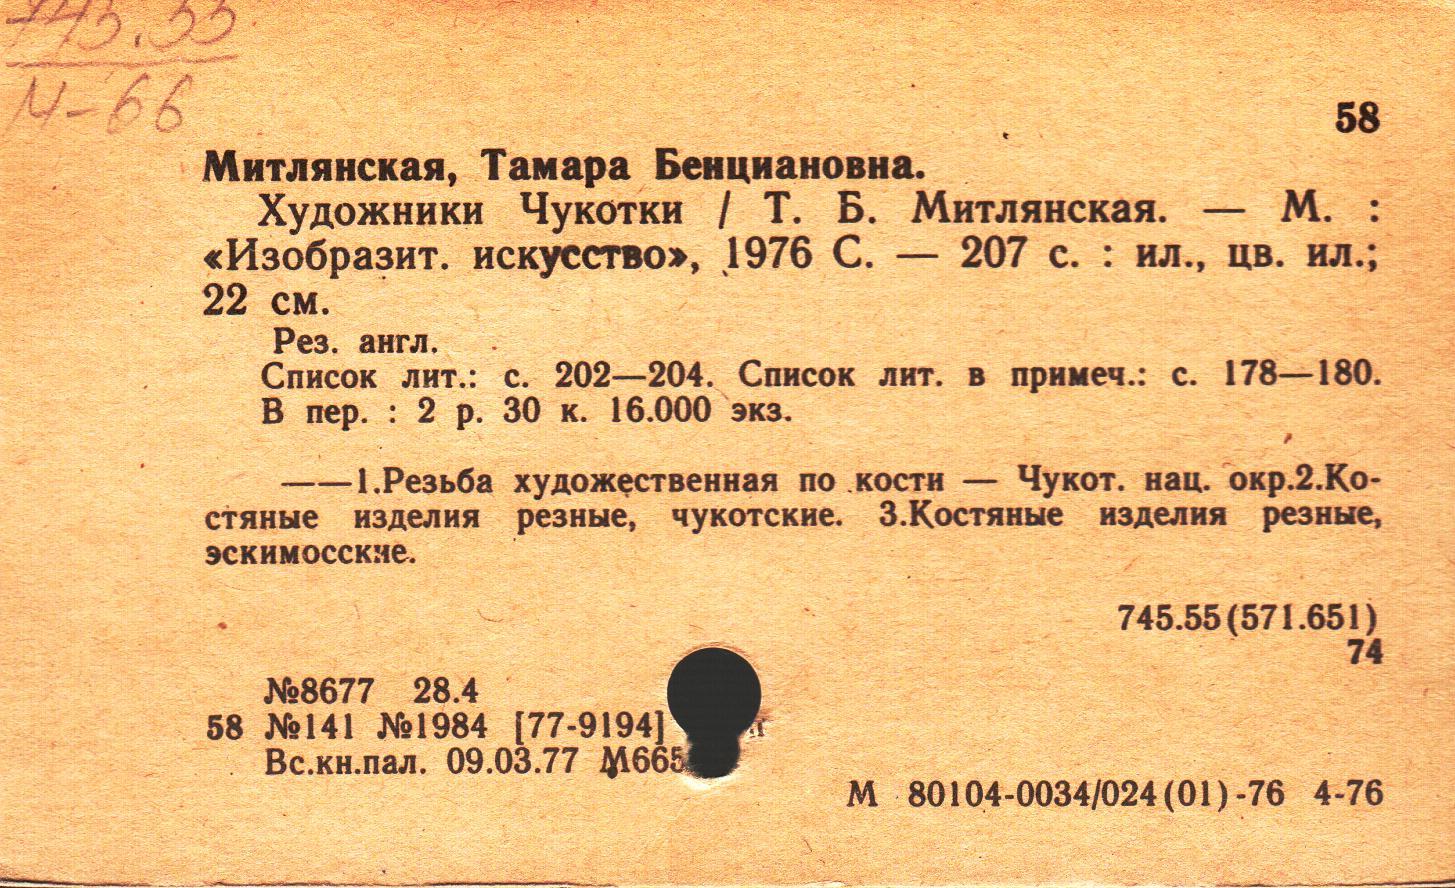 М-66
58
Митлянская, Тамара Бенциановна.
Художники Чукотки / Т. Б. Митлянская. — М. :
«Изобразит. искусство», 1976 С. — 207 с. : ил., цв. ил.;
22 см.
Рез. англ.
Список лит.: с. 202—204. Список лит. в примеч.: с. 178—180.
В пер. : 2 р. 30 к. 16.000 экз.
——1.Резьба художественная по кости — Чукот. нац. окр.2.Ко-
стяные изделия резные, чукотские. 3.Костяные изделия резные,
эскимосские.
745.55(571.651)
74
№8677 28.4
58 №141 №1984 [77-9194]
Вс.кн.пал. 09.03.77 М665
М 80104-0034/024(01)-76 4-76